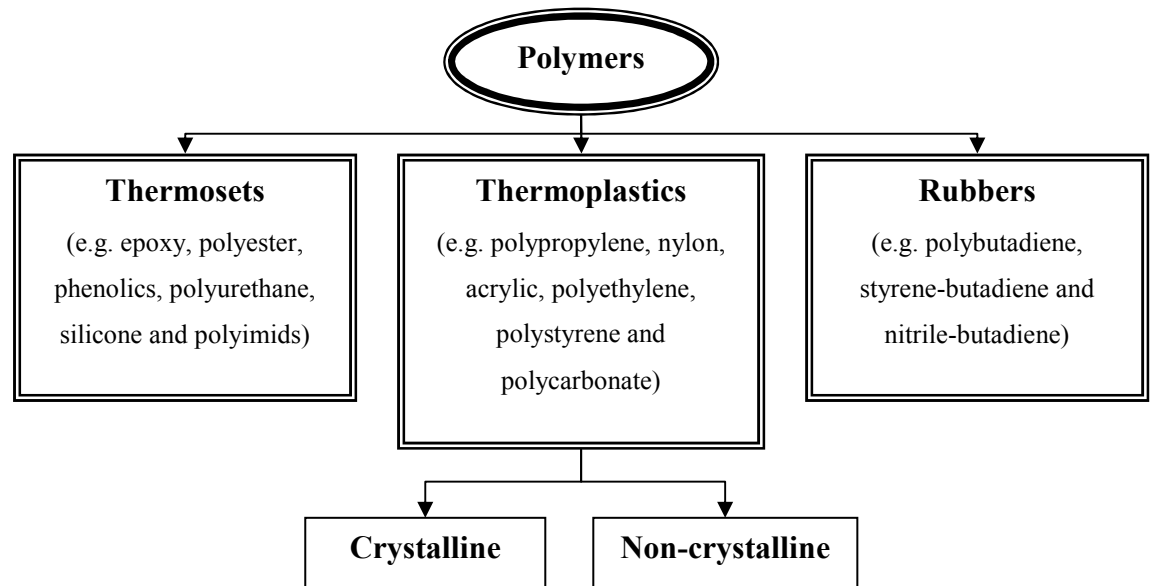 Polymers
Thermosets
(e.g. epoxy, polyester,
phenolics, polyurethane,
silicone and polyimids)
Thermoplastics
(e.g. polypropylene, nylon,
acrylic, polyethylene,
polystyrene and
polycarbonate)
Rubbers
(e.g. polybutadiene,
styrene-butadiene and
nitrile-butadiene)
Crystalline
Non-crystalline